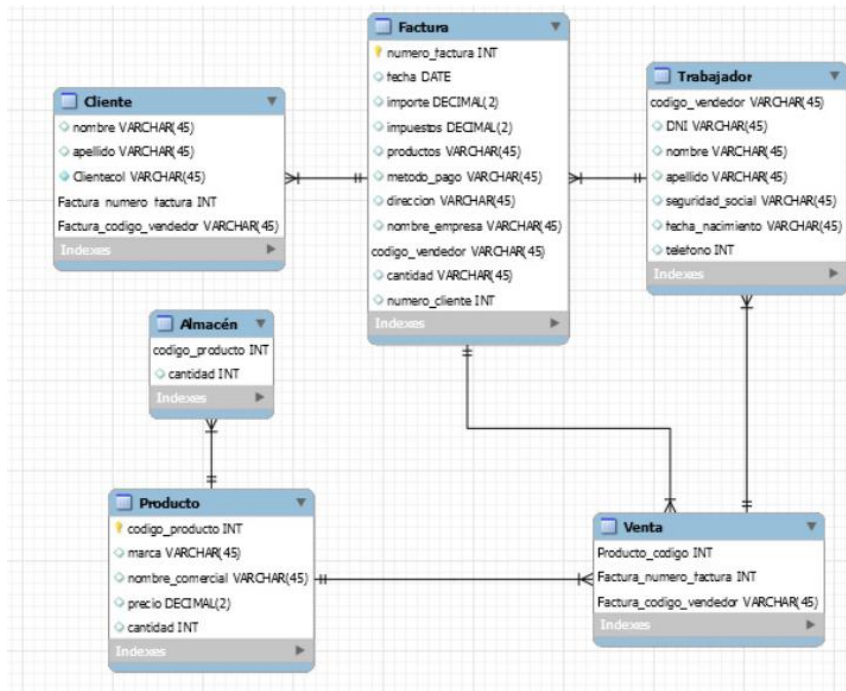 Factura
numero_factura INT
fecha DATE
importe DECIMAL(2)
impuestos DECIMAL(2)
productos VARCHAR(45)
metodo_pago VARCHAR(45)
direccion VARCHAR(45)
nombre_empresa VARCHAR(45)
codigo_vendedor VARCHAR(45)
cantidad VARCHAR(45)
numero_cliente INT
Indexes
Cliente
nombre VARCHAR(45)
apellido VARCHAR(45)
Clientecol VARCHAR(45)
Factura_numero_factura INT
Factura_codigo_vendedor VARCHAR(45)
Indexes
Trabajador
codigo_vendedor VARCHAR(45)
DNI VARCHAR(45)
nombre VARCHAR(45)
apellido VARCHAR(45)
seguridad_social VARCHAR(45)
fecha_nacimiento VARCHAR(45)
telefono INT
Indexes
Almacén
codigo_producto INT
cantidad INT
Indexes
Producto
codigo_producto INT
marca VARCHAR(45)
nombre_comercial VARCHAR(45)
precio DECIMAL(2)
cantidad INT
Indexes
Venta
Producto_codigo INT
Factura_numero_factura INT
Factura_codigo_vendedor VARCHAR(45)
Indexes